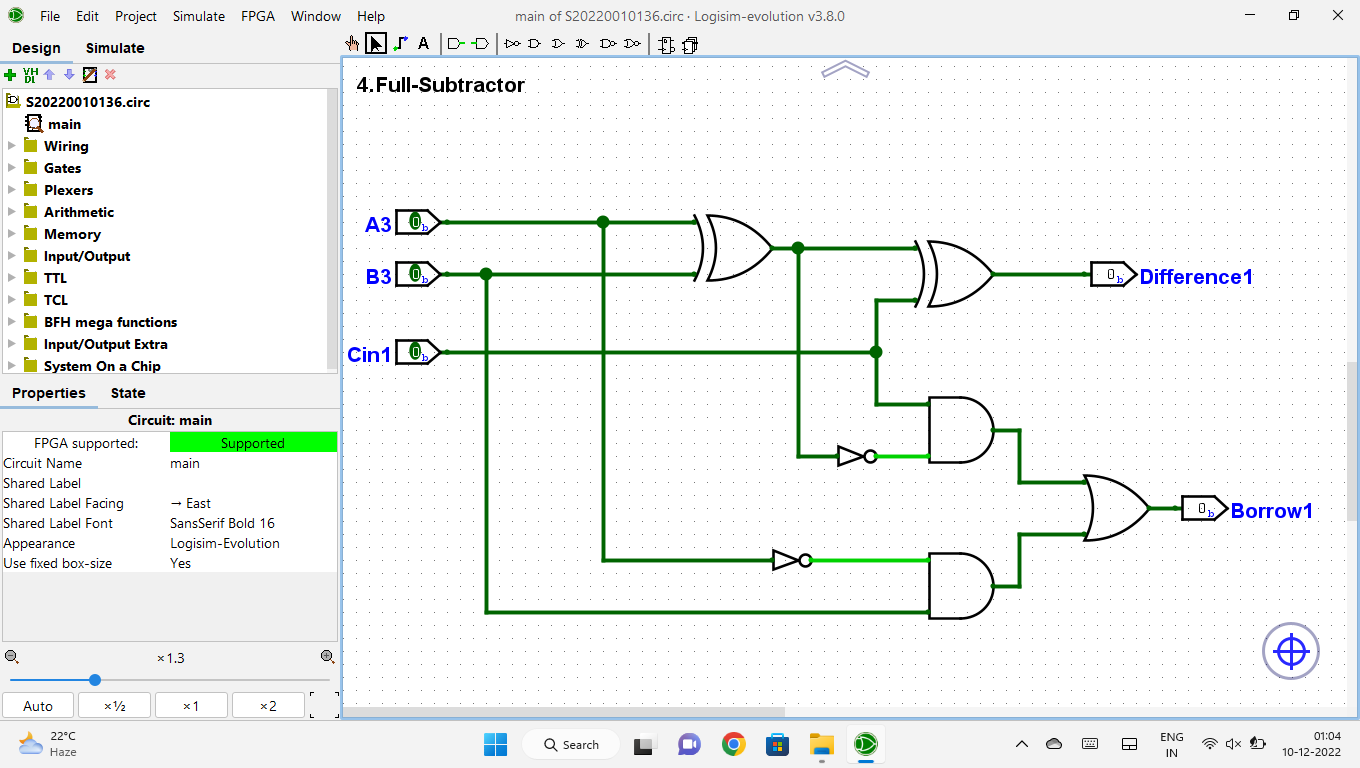 File Edit Project Simulate FPGA Window Help
main of S20220010136.circ · Logisim-evolution v3.8.0
Design Simulate
A
VH
DL
S20220010136.circ
main
Wiring
Gates
Plexers
Arithmetic
Memory
Input/Output
TTL
TCL
BFH mega functions
Input/Output Extra
System On a Chip
Properties State
Circuit: main
FPGA supported: Supported
Circuit Name main
Shared Label
Shared Label Facing → East
Shared Label Font SansSerif Bold 16
Appearance Logisim-Evolution
Use fixed box-size Yes
×1.3
Auto ×½ ×1 ×2
4.Full-Subtractor
A3 0b
B3 0b
Cin1 0b
0b Difference1
0b Borrow1
22°C
Haze
Search
ENG
IN
01:04
10-12-2022